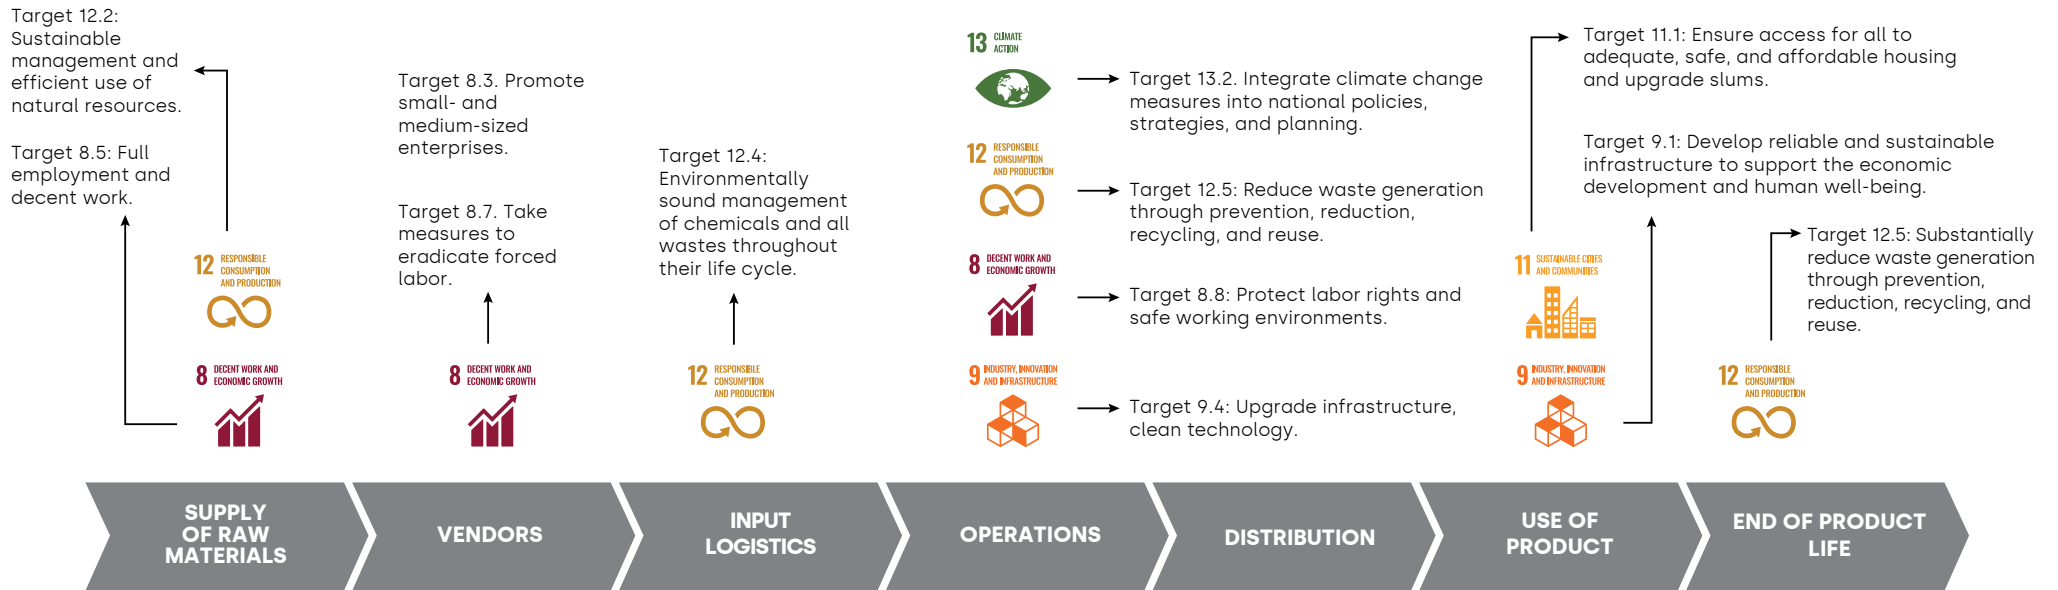 Target 12.2:
Sustainable
management and
efficient use of
natural resources.
Target 8.5: Full
employment and
decent work.
12 RESPONSIBLE
CONSUMPTION
AND PRODUCTION
8 DECENT WORK AND
ECONOMIC GROWTH
Target 8.3. Promote
small- and
medium-sized
enterprises.
Target 8.7. Take
measures to
eradicate forced
labor.
8 DECENT WORK AND
ECONOMIC GROWTH
Target 12.4:
Environmentally
sound management
of chemicals and all
wastes throughout
their life cycle.
12 RESPONSIBLE
CONSUMPTION
AND PRODUCTION
13 CLIMATE
ACTION
Target 13.2. Integrate climate change
measures into national policies,
strategies, and planning.
12 RESPONSIBLE
CONSUMPTION
AND PRODUCTION
Target 12.5: Reduce waste generation
through prevention, reduction,
recycling, and reuse.
8 DECENT WORK AND
ECONOMIC GROWTH
Target 8.8: Protect labor rights and
safe working environments.
9 INDUSTRY, INNOVATION
AND INFRASTRUCTURE
Target 9.4: Upgrade infrastructure,
clean technology.
Target 11.1: Ensure access for all to
adequate, safe, and affordable housing
and upgrade slums.
Target 9.1: Develop reliable and sustainable
infrastructure to support the economic
development and human well-being.
11 SUSTAINABLE CITIES
AND COMMUNITIES
9 INDUSTRY, INNOVATION
AND INFRASTRUCTURE
Target 12.5: Substantially
reduce waste generation
through prevention,
reduction, recycling, and
reuse.
12 RESPONSIBLE
CONSUMPTION
AND PRODUCTION
SUPPLY
OF RAW
MATERIALS
VENDORS
INPUT
LOGISTICS
OPERATIONS
DISTRIBUTION
USE OF
PRODUCT
END OF PRODUCT
LIFE